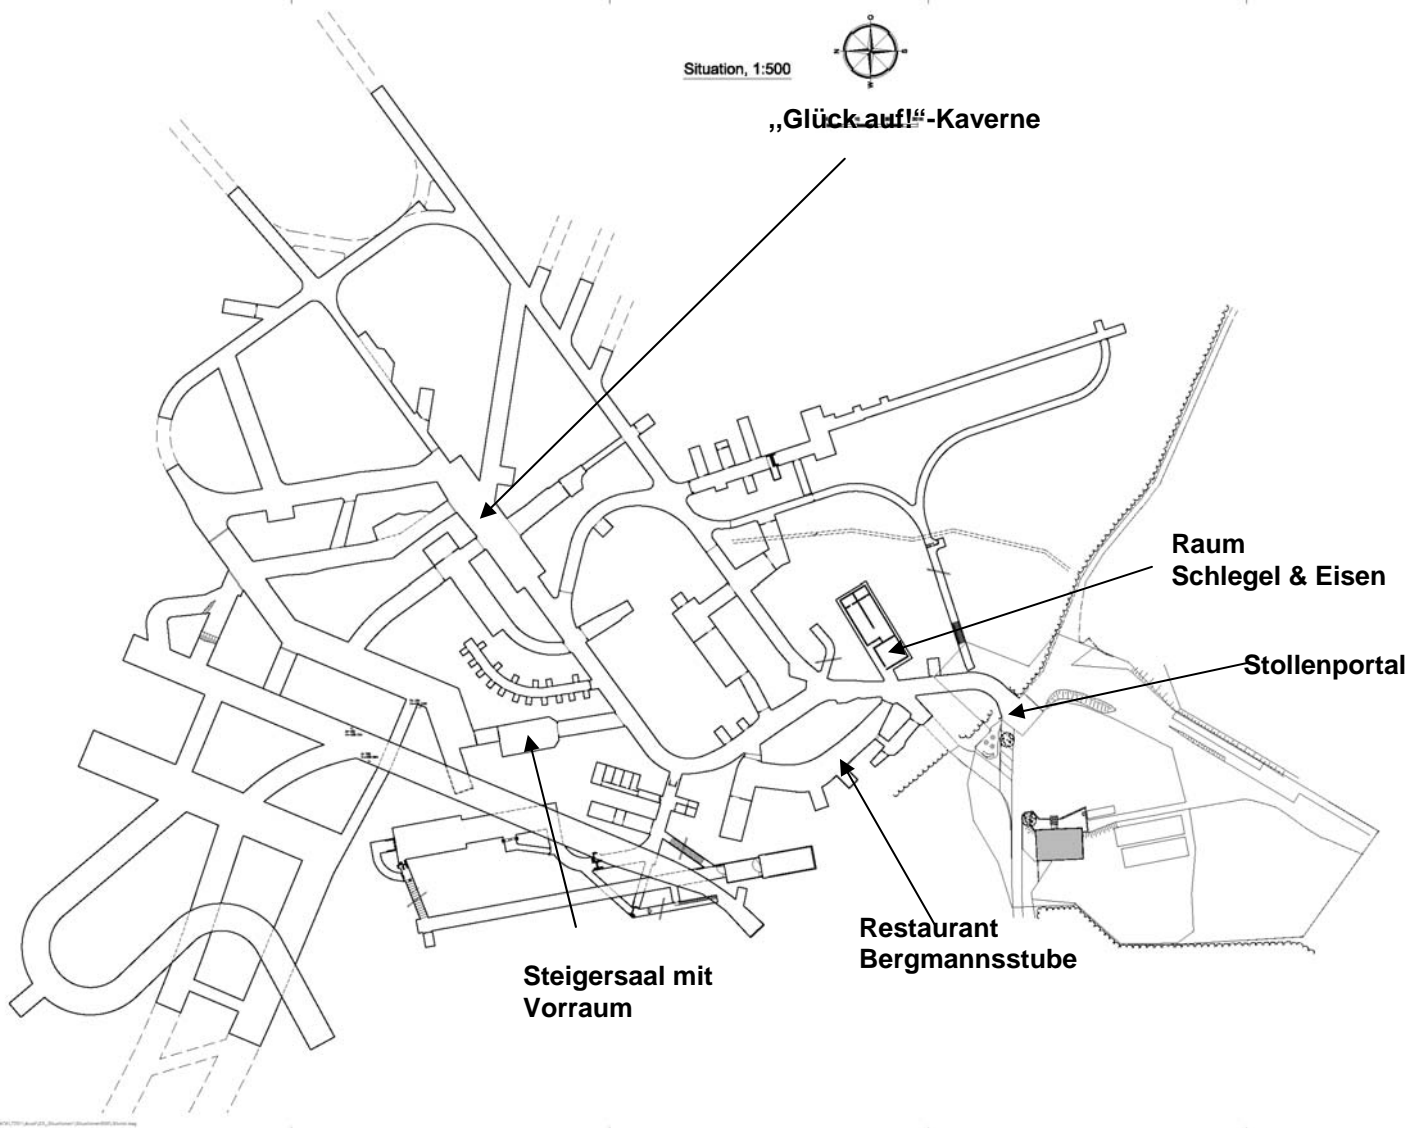 O
N
S
W
Situation, 1:500
„Glück auf!“-Kaverne
Raum
Schlegel & Eisen
Stollenportal
Restaurant
Bergmannsstube
Steigersaal mit
Vorraum